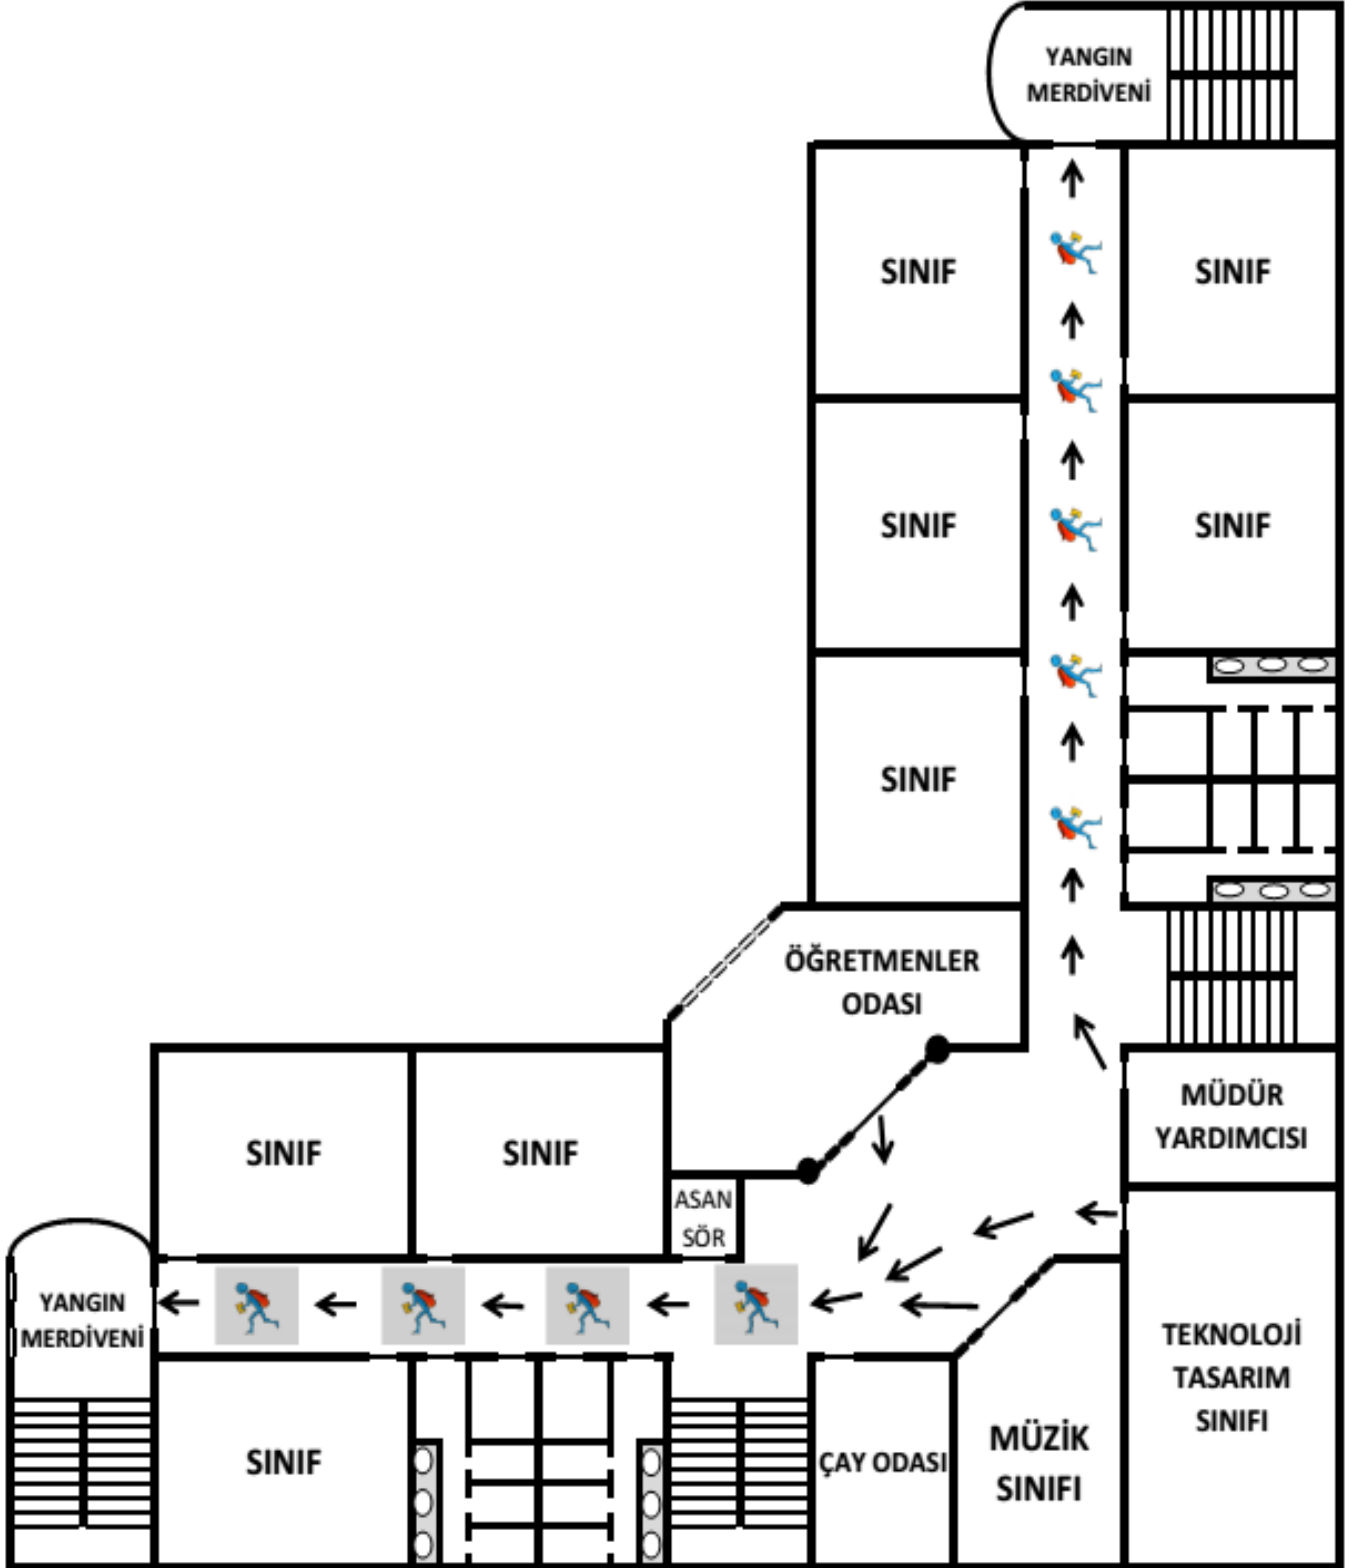 YANGIN
MERDİVENİ
SINIF
SINIF
SINIF
SINIF
SINIF
ÖĞRETMENLER
ODASI
MÜDÜR
YARDIMCISI
SINIF
SINIF
ASAN
SÖR
YANGIN
MERDİVENİ
TEKNOLOJİ
TASARIM
SINIFI
SINIF
ÇAY ODASI
MÜZİK
SINIFI